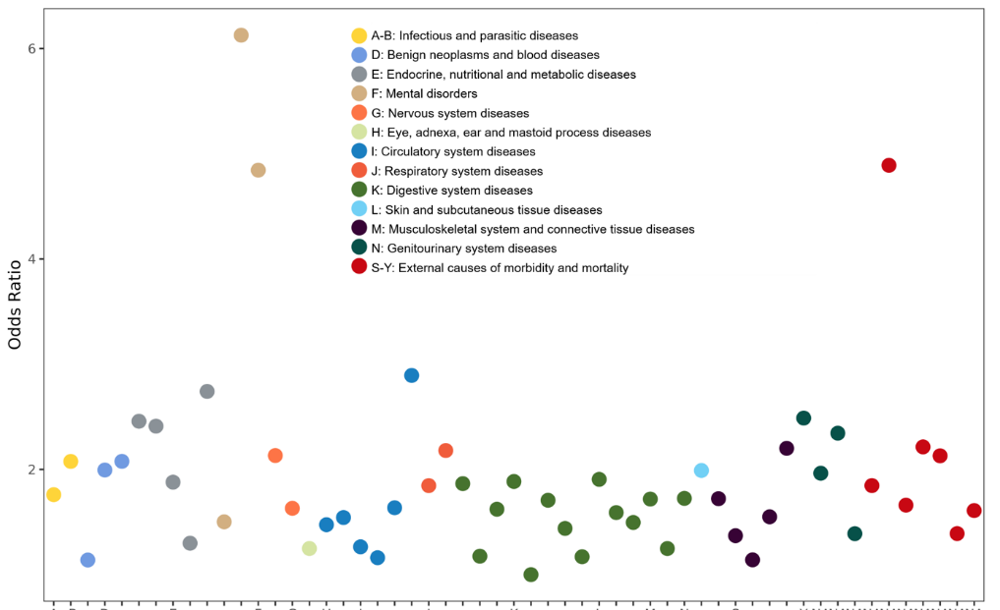 6
A-B: Infectious and parasitic diseases
D: Benign neoplasms and blood diseases
E: Endocrine, nutritional and metabolic diseases
F: Mental disorders
G: Nervous system diseases
H: Eye, adnexa, ear and mastoid process diseases
I: Circulatory system diseases
J: Respiratory system diseases
K: Digestive system diseases
L: Skin and subcutaneous tissue diseases
M: Musculoskeletal system and connective tissue diseases
N: Genitourinary system diseases
S-Y: External causes of morbidity and mortality
4
Odds Ratio
2